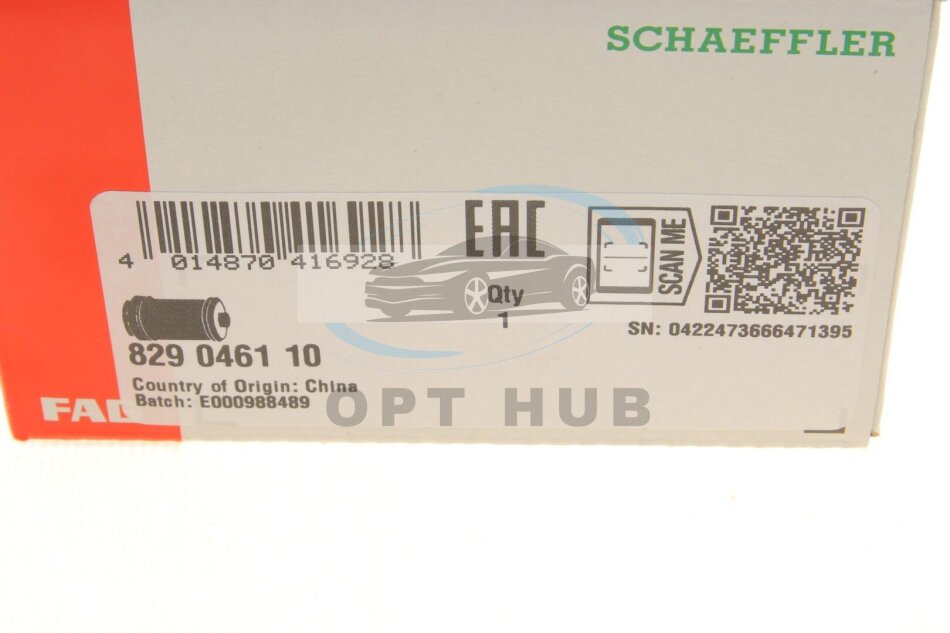 SCHAEFFLER
EAC
SCAN ME
4 014870 416928
Qty
1
SN: 0422473666471395
829 0461 10
Country of Origin: China
Batch: E000988489
OPT HUB